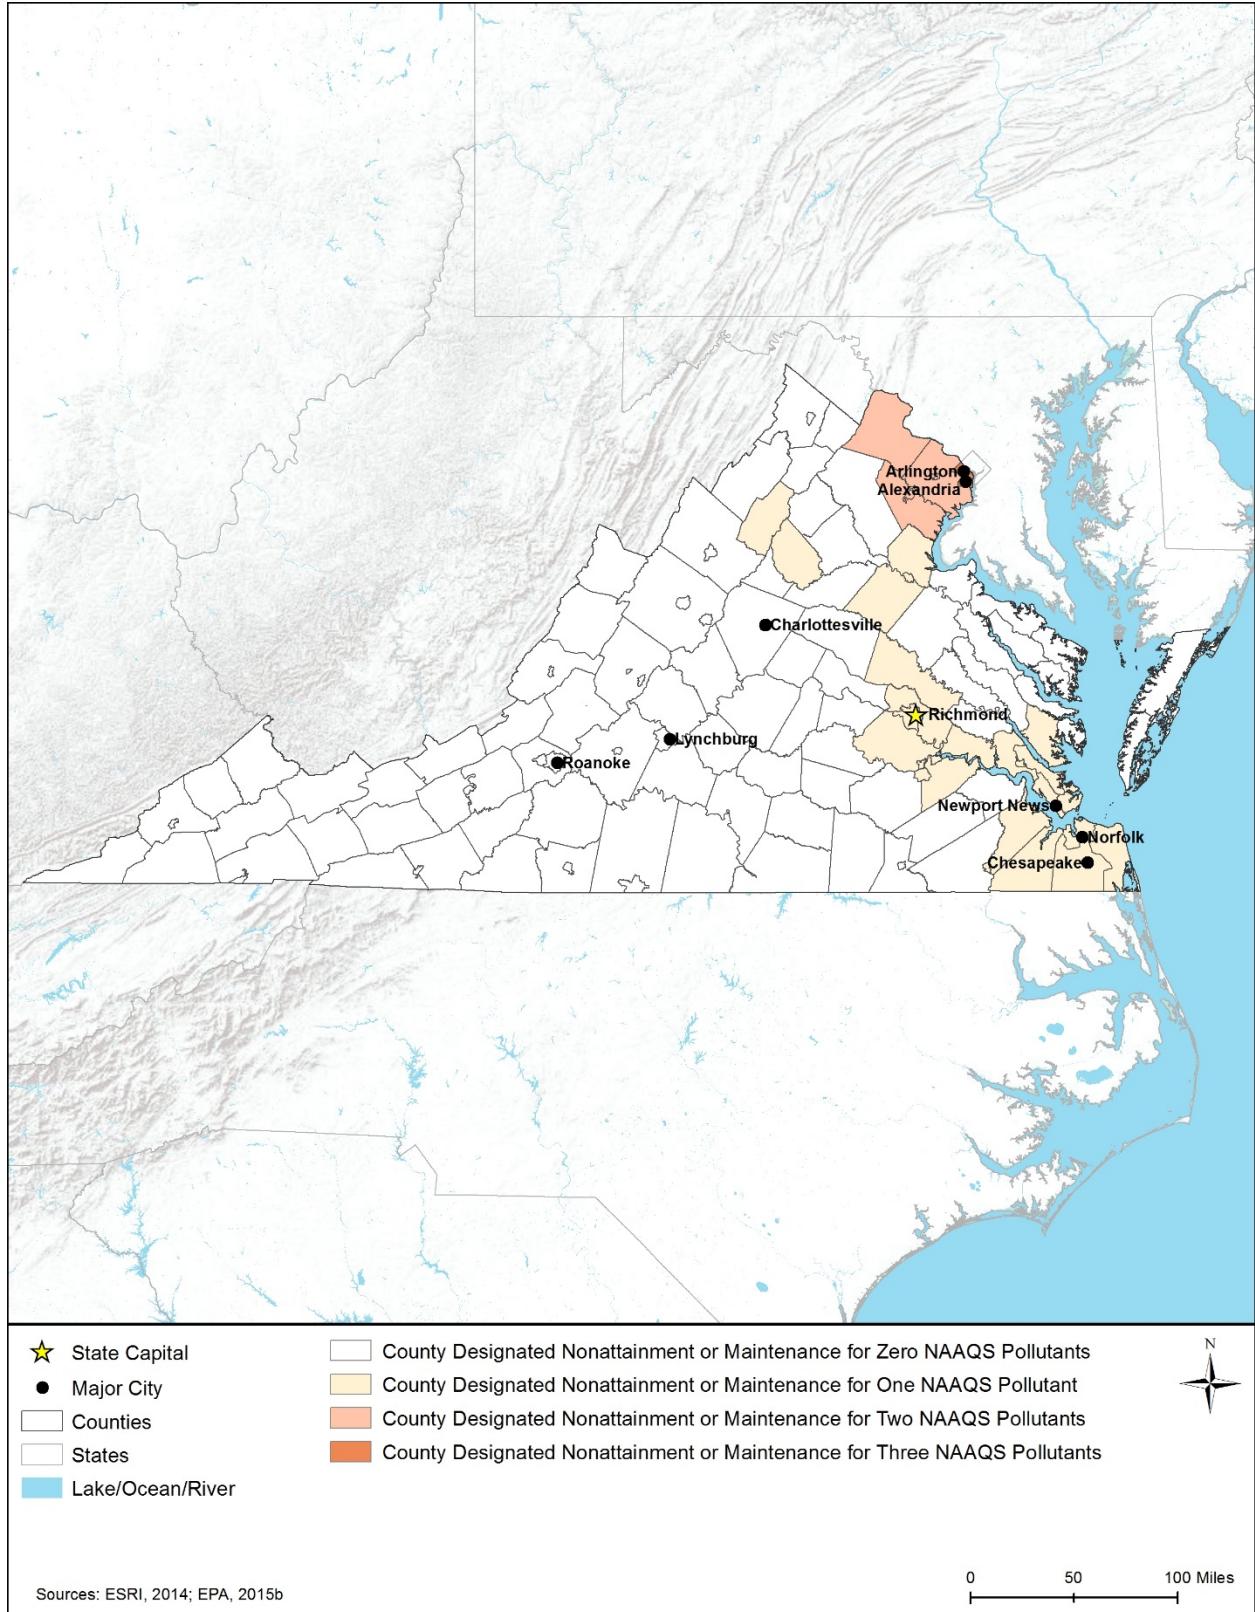 Arlington
Alexandria
Charlottesville
Richmond
Lynchburg
Roanoke
Newport News
Norfolk
Chesapeake
State Capital
Major City
Counties
States
Lake/Ocean/River
County Designated Nonattainment or Maintenance for Zero NAAQS Pollutants
County Designated Nonattainment or Maintenance for One NAAQS Pollutant
County Designated Nonattainment or Maintenance for Two NAAQS Pollutants
County Designated Nonattainment or Maintenance for Three NAAQS Pollutants
N
Sources: ESRI, 2014; EPA, 2015b
0 50 100 Miles